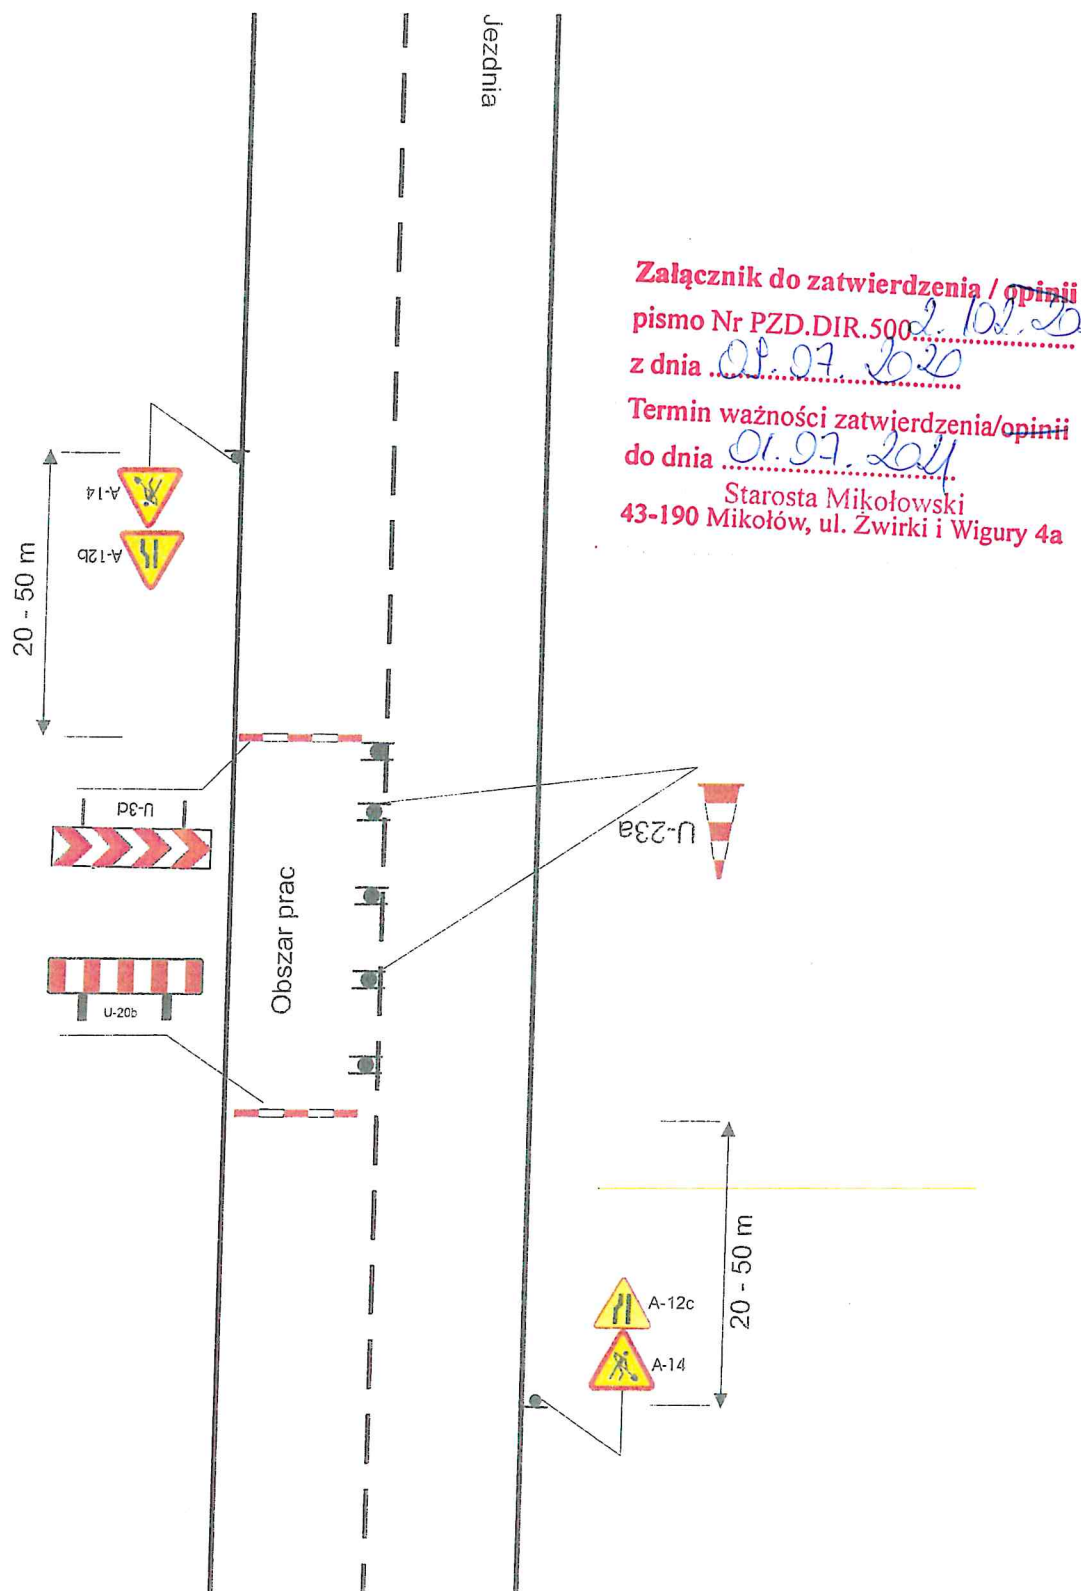 Jezdnia
Załącznik do zatwierdzenia / opinii
pismo Nr PZD.DIR.5002.102.20
z dnia 09.07.2020
Termin ważności zatwierdzenia/opinii
do dnia 01.07.2021
Starosta Mikołowski
43-190 Mikołów, ul. Żwirki i Wigury 4a
A-14
A-12b
20 - 50 m
U-3d
U-23a
Obszar prac
U-20b
A-12c
A-14
20 - 50 m